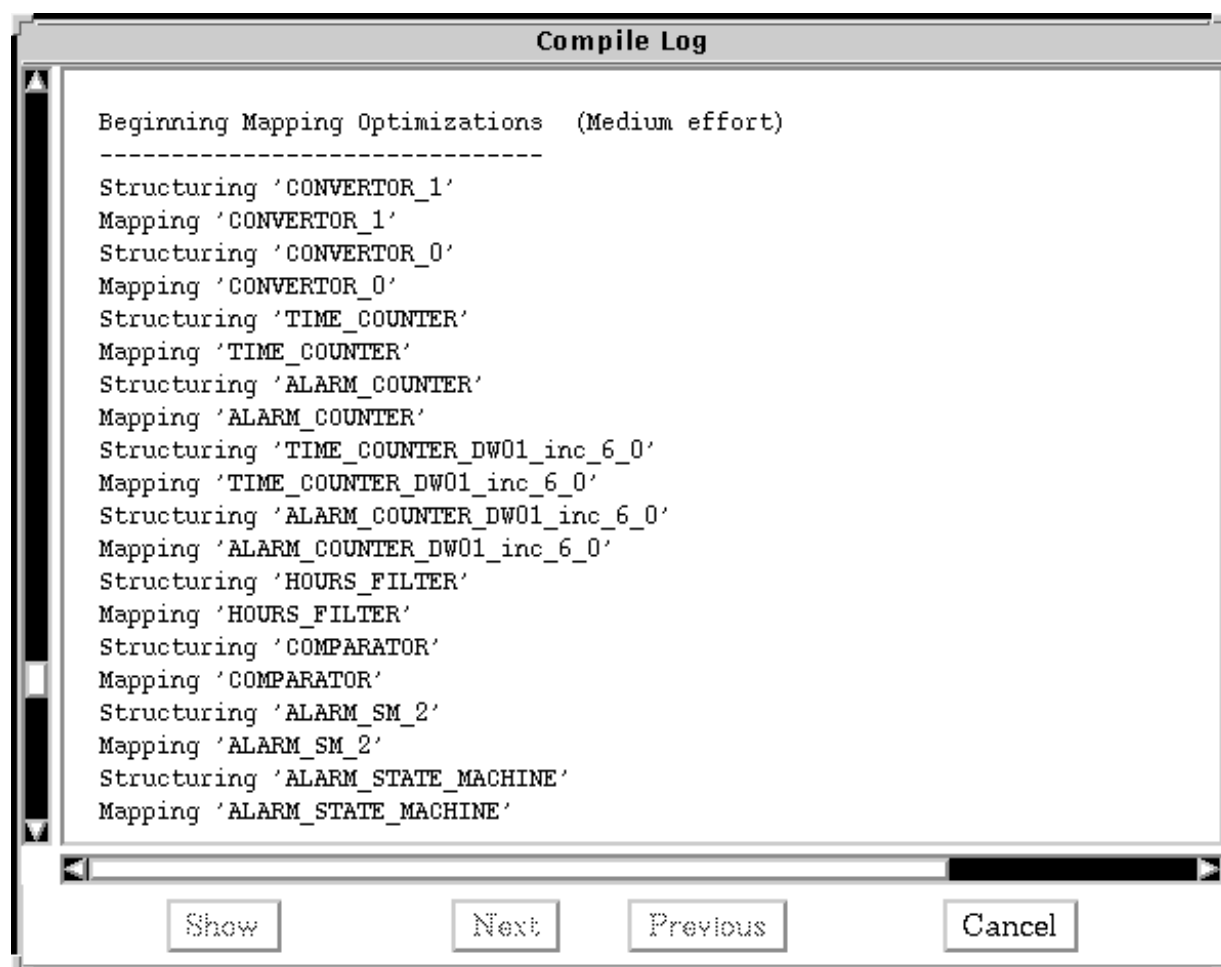 Compile Log
Beginning Mapping Optimizations (Medium effort)
-------------------------------
Structuring 'CONVERTOR_1'
Mapping 'CONVERTOR_1'
Structuring 'CONVERTOR_0'
Mapping 'CONVERTOR_0'
Structuring 'TIME_COUNTER'
Mapping 'TIME_COUNTER'
Structuring 'ALARM_COUNTER'
Mapping 'ALARM_COUNTER'
Structuring 'TIME_COUNTER_DW01_inc_6_0'
Mapping 'TIME_COUNTER_DW01_inc_6_0'
Structuring 'ALARM_COUNTER_DW01_inc_6_0'
Mapping 'ALARM_COUNTER_DW01_inc_6_0'
Structuring 'HOURS_FILTER'
Mapping 'HOURS_FILTER'
Structuring 'COMPARATOR'
Mapping 'COMPARATOR'
Structuring 'ALARM_SM_2'
Mapping 'ALARM_SM_2'
Structuring 'ALARM_STATE_MACHINE'
Mapping 'ALARM_STATE_MACHINE'
Show Next Previous Cancel